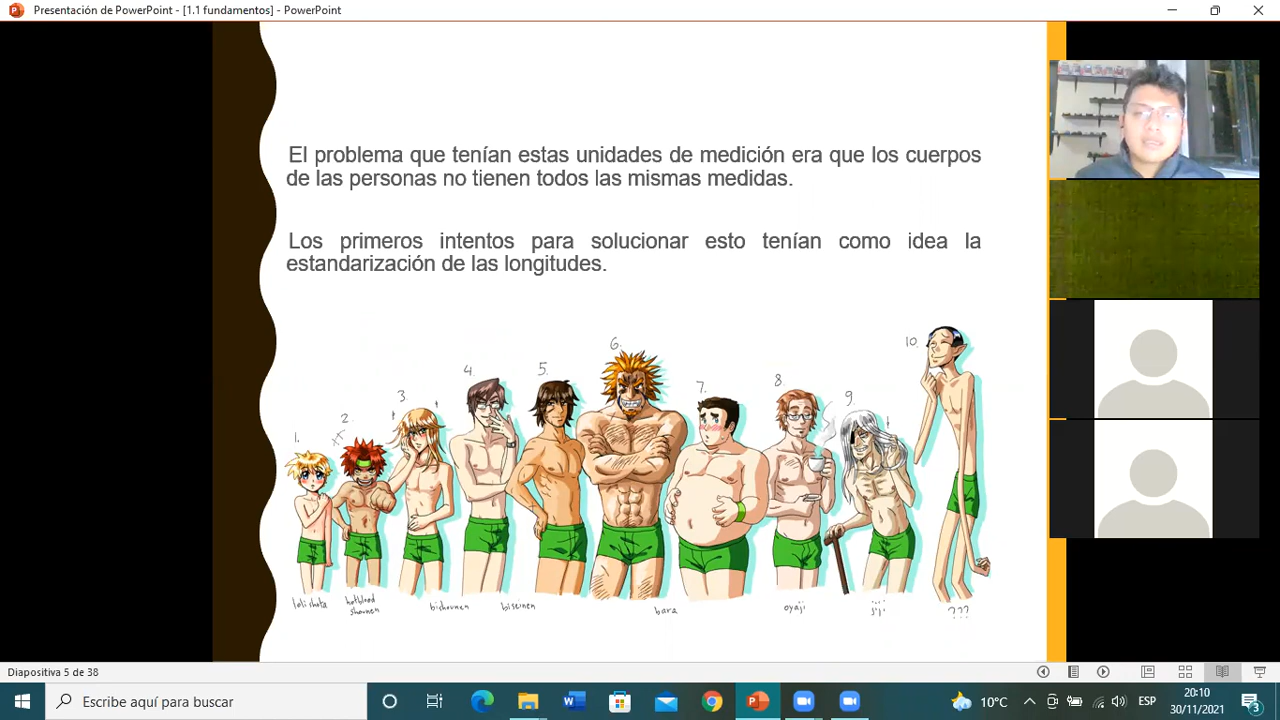 Presentación de PowerPoint - [1.1 fundamentos] - PowerPoint
El problema que tenían estas unidades de medición era que los cuerpos
de las personas no tienen todos las mismas medidas.
Los primeros intentos para solucionar esto tenían como idea la
estandarización de las longitudes.
1.
2.
3.
4.
5.
6.
7.
8.
9
10.
loli shota
hotblood
shounen
bishounen
biseinen
bara
oyaji
jiji
???
Diapositiva 5 de 38
Escribe aquí para buscar
10°C
ESP
20:10
30/11/2021
3